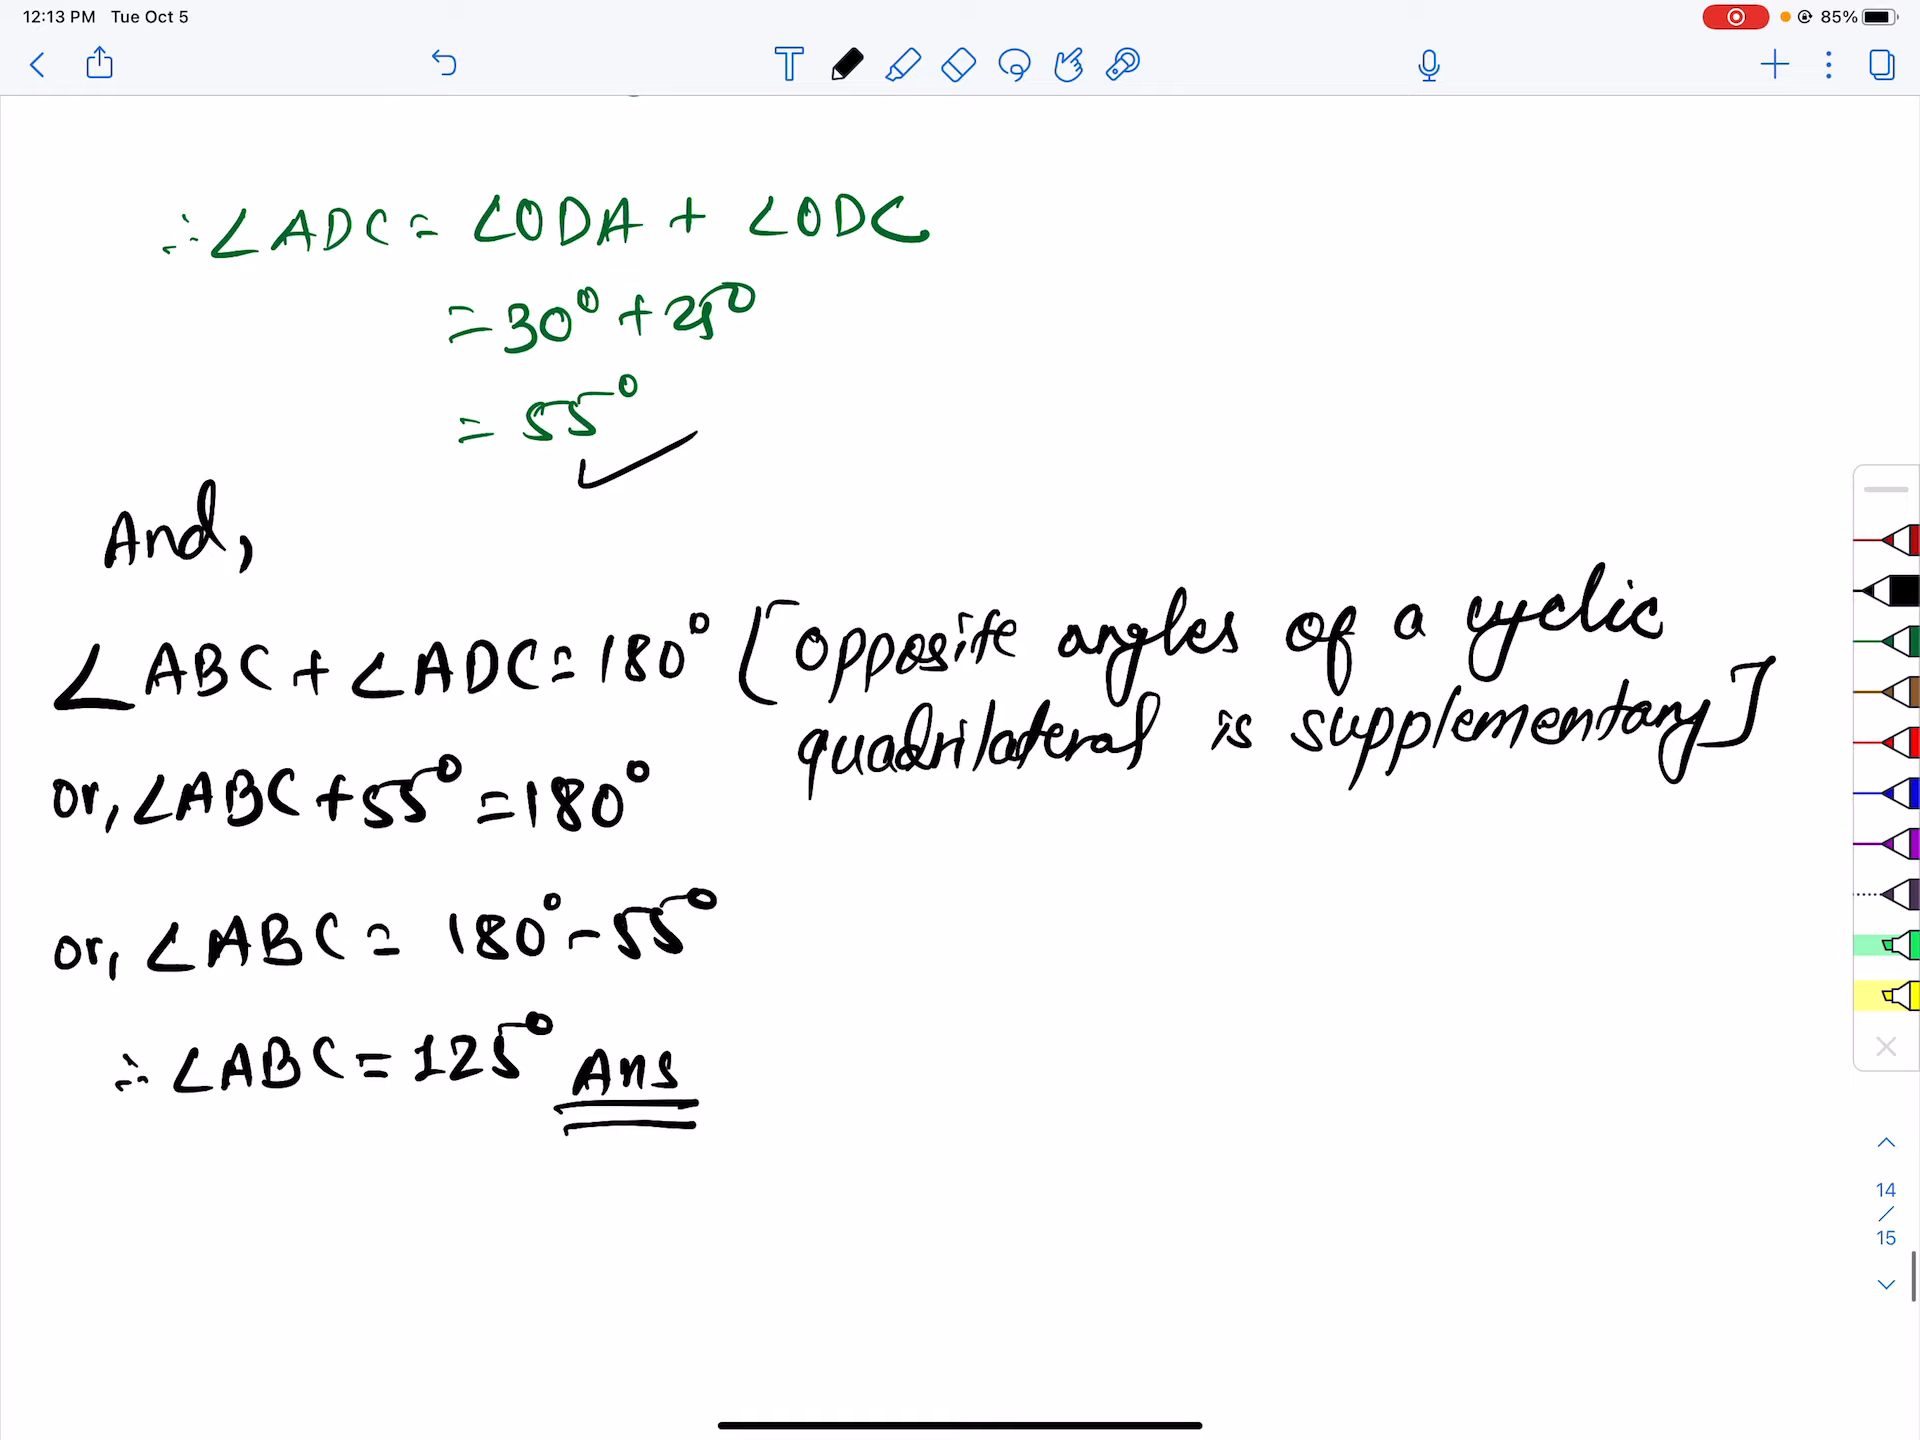 12:13 PM Tue Oct 5
85%
∴∠ADC = ∠ODA + ∠ODC
= 30° + 25°
= 55°
And,
∠ABC + ∠ADC = 180° [opposite angles of a cyclic
quadrilateral is supplementary]
or, ∠ABC + 55° = 180°
or, ∠ABC = 180° - 55°
∴ ∠ABC = 125° Ans
14
/
15